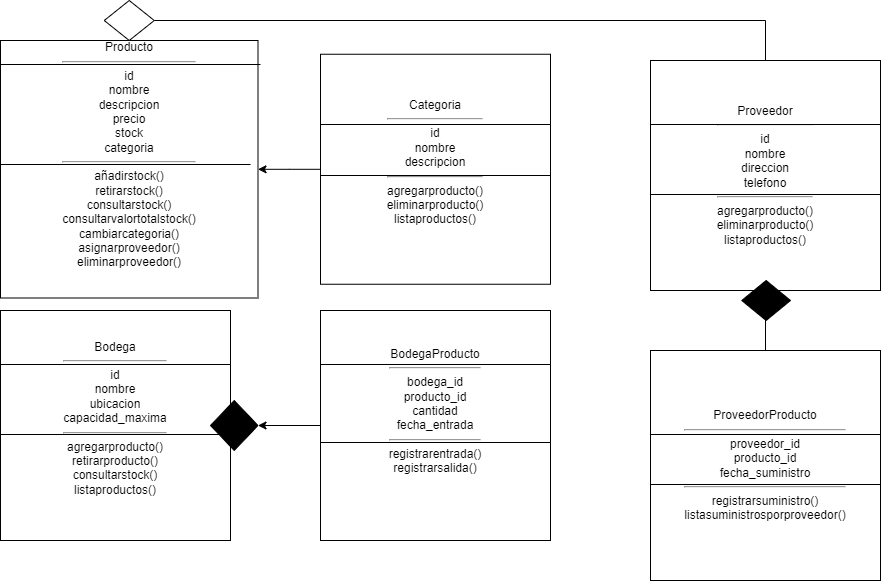 Producto
id
nombre
descripcion
precio
stock
categoria
añadirstock()
retirarstock()
consultarstock()
consultarvalortotalstock()
cambiarcategoria()
asignarproveedor()
eliminarproveedor()
Categoria
id
nombre
descripcion
agregarproducto()
eliminarproducto()
listaproductos()
Proveedor
id
nombre
direccion
telefono
agregarproducto()
eliminarproducto()
listaproductos()
Bodega
id
nombre
ubicacion
capacidad_maxima
agregarproducto()
retirarproducto()
consultarstock()
listaproductos()
BodegaProducto
bodega_id
producto_id
cantidad
fecha_entrada
registrarentrada()
registrarsalida()
ProveedorProducto
proveedor_id
producto_id
fecha_suministro
registrarsuministro()
listasuministrosporproveedor()